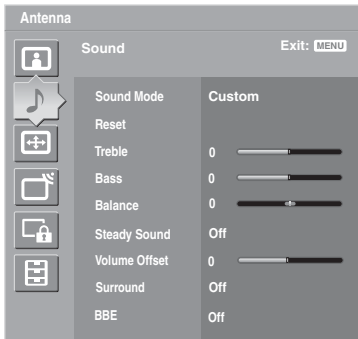 Antenna
Sound Exit: MENU
Sound Mode Custom
Reset
Treble 0
Bass 0
Balance 0
Steady Sound Off
Volume Offset 0
Surround Off
BBE Off